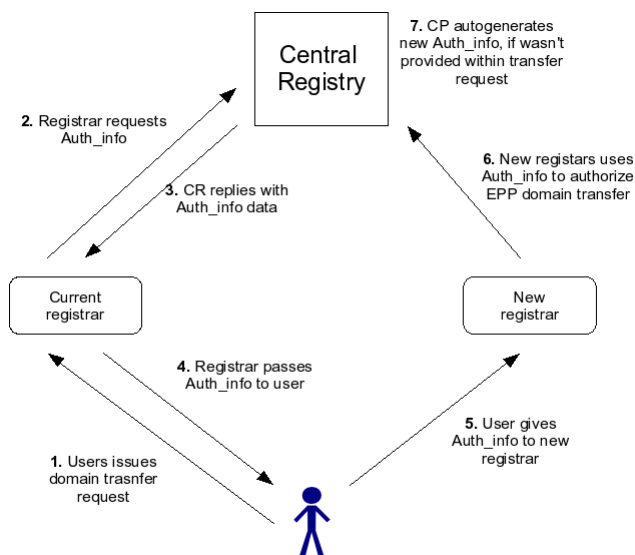 7. CP autogenerates
new Auth_info, if wasn't
provided within transfer
request
Central
Registry
2. Registrar requests
Auth_info
3. CR replies with
Auth_info data
6. New registars uses
Auth_info to authorize
EPP domain transfer
Current
registrar
New
registrar
4. Registrar passes
Auth_info to user
5. User gives
Auth_info to new
registrar
1. Users issues
domain trasnfer
request